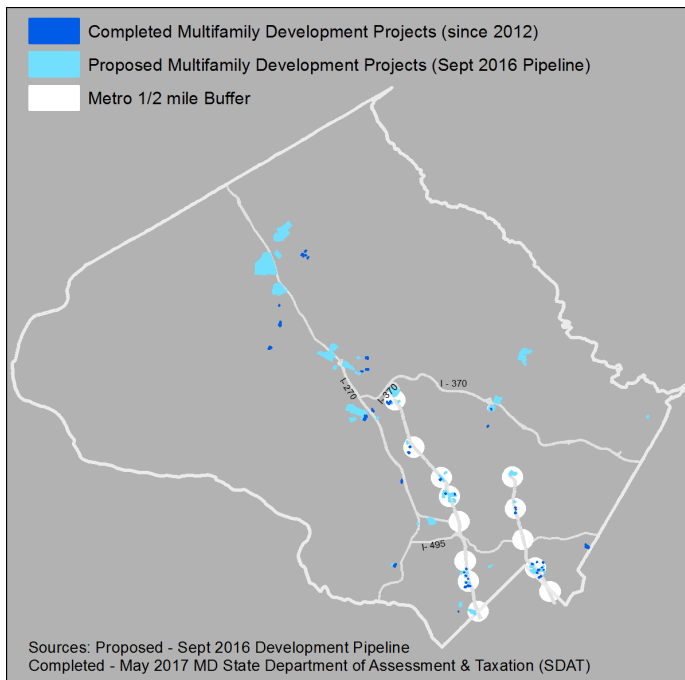 Completed Multifamily Development Projects (since 2012)
Proposed Multifamily Development Projects (Sept 2016 Pipeline)
Metro 1/2 mile Buffer
I - 370
I- 370
I- 270
I- 495
Sources: Proposed - Sept 2016 Development Pipeline
Completed - May 2017 MD State Department of Assessment & Taxation (SDAT)